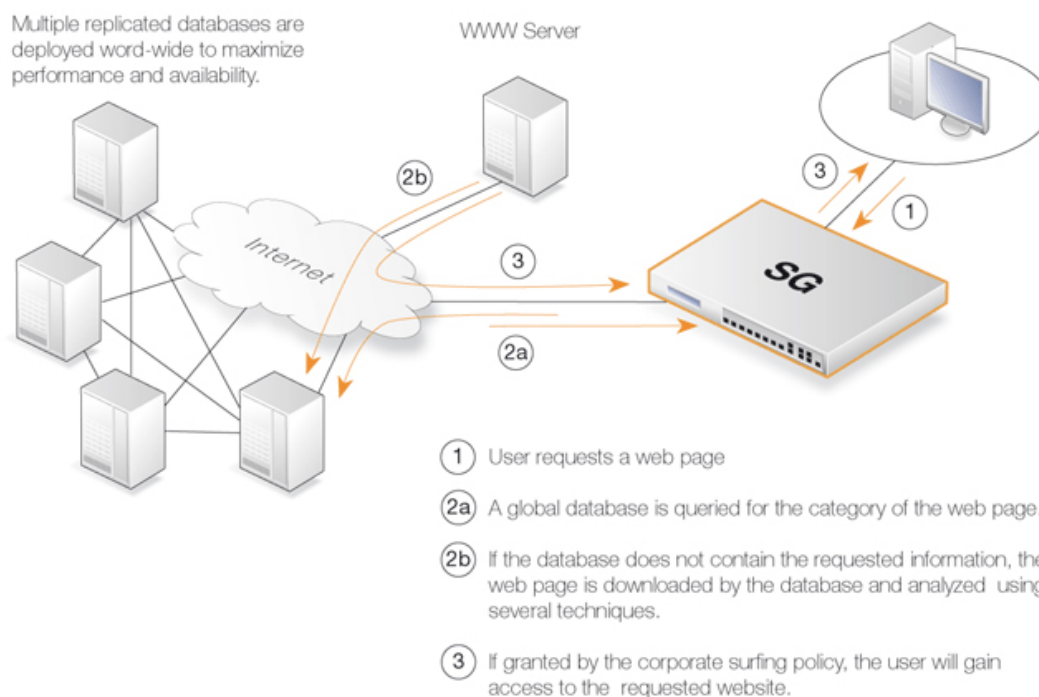 Multiple replicated databases are
deployed word-wide to maximize
performance and availability.
WWW Server
2b
3
1
Internet
3
SG
2a
1 User requests a web page
2a A global database is queried for the category of the web page.
2b If the database does not contain the requested information, the
web page is downloaded by the database and analyzed using
several techniques.
3 If granted by the corporate surfing policy, the user will gain
access to the requested website.